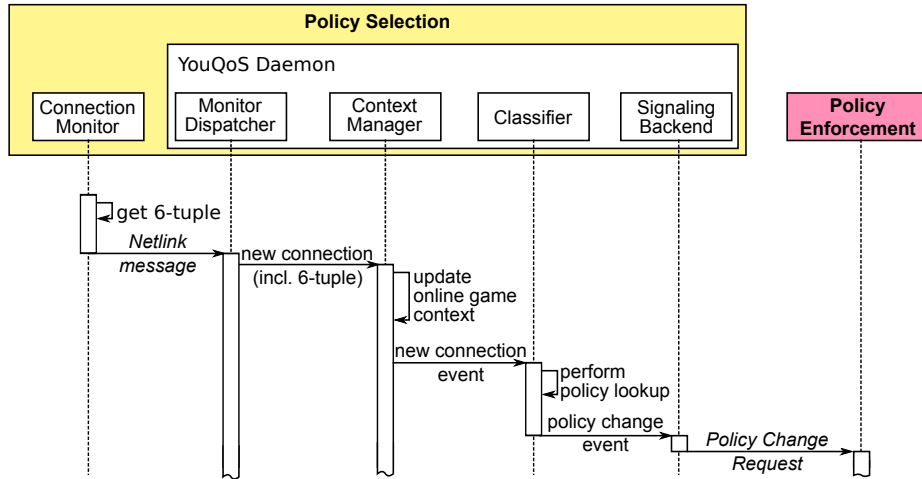 Policy Selection
YouQoS Daemon
Connection
Monitor
Monitor
Dispatcher
Context
Manager
Classifier
Signaling
Backend
Policy
Enforcement
get 6-tuple
Netlink
message
new connection
(incl. 6-tuple)
update
online game
context
new connection
event
perform
policy lookup
policy change
event
Policy Change
Request